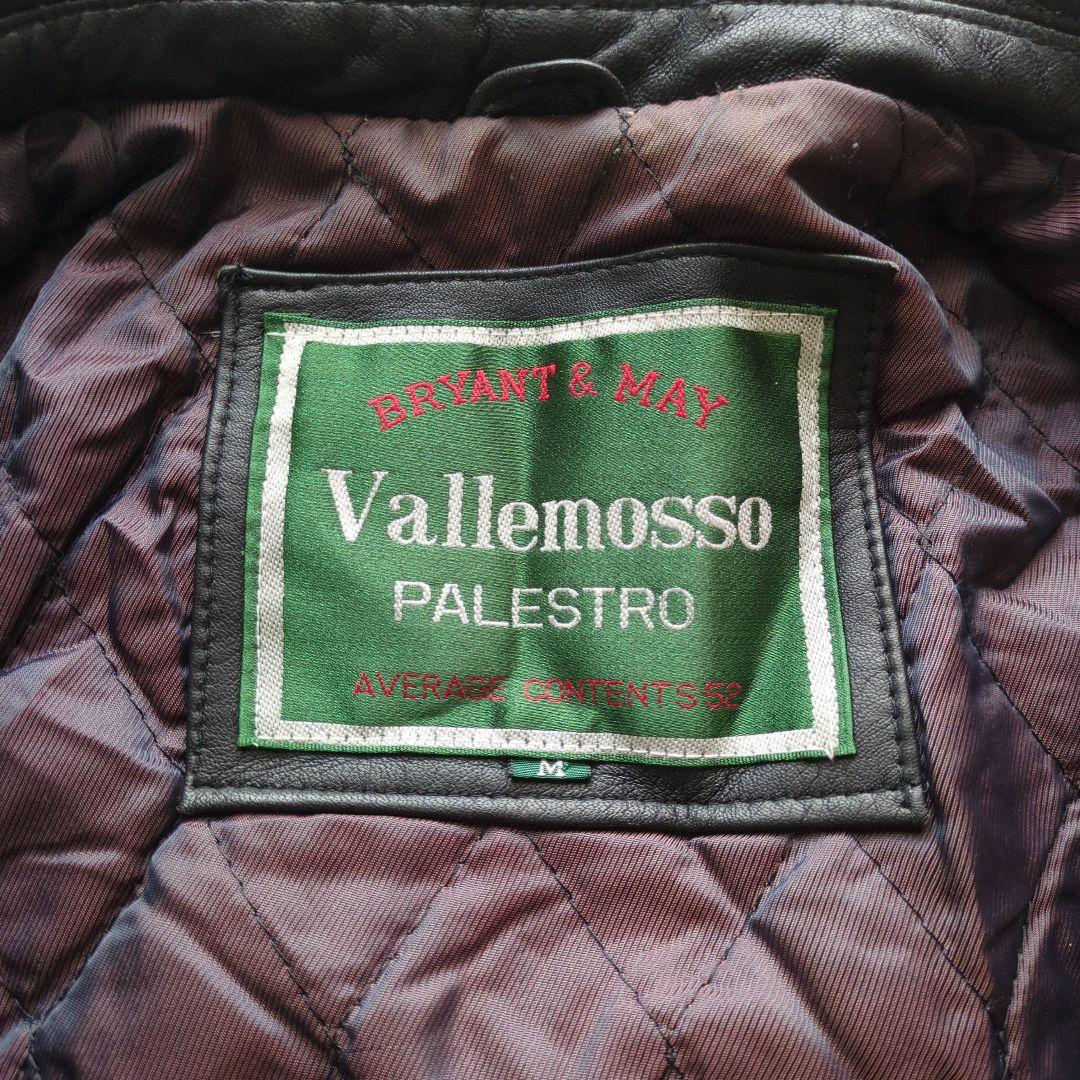 BRYANT & MAY
Vallemosso
PALESTRO
AVERAGE CONTENTS 52
M